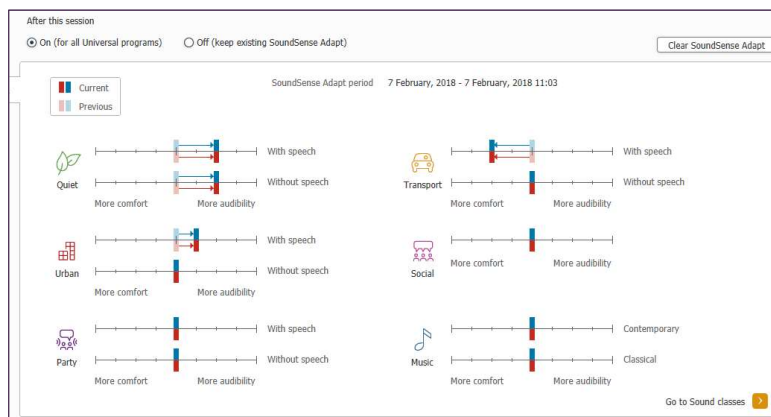 After this session
On (for all Universal programs) Off (keep existing SoundSense Adapt) Clear SoundSense Adapt
Current
Previous
SoundSense Adapt period 7 February, 2018 - 7 February, 2018 11:03
With speech
Quiet
Without speech
More comfort More audibility
With speech
Transport
Without speech
More comfort More audibility
With speech
Urban
Without speech
More comfort More audibility
Social
More comfort More audibility
With speech
Party
Without speech
More comfort More audibility
Contemporary
Music
Classical
More comfort More audibility
Go to Sound classes